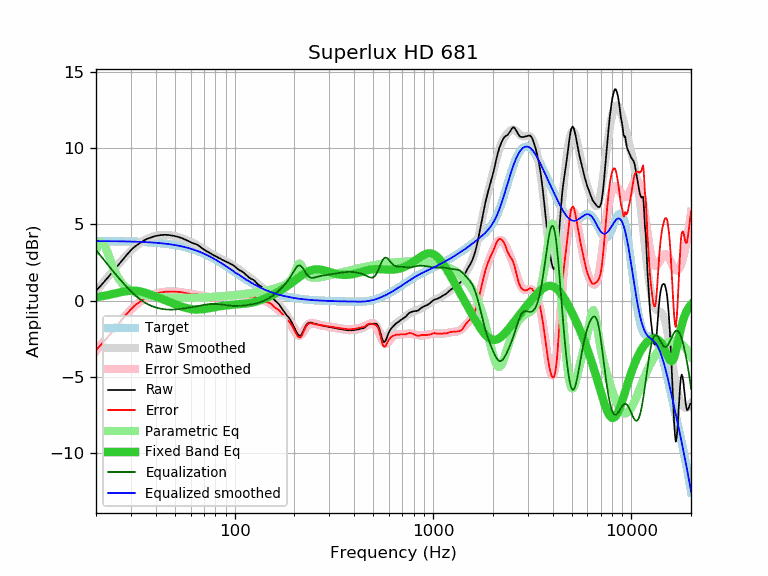 Superlux HD 681
15
10
5
0
−5
−10
Amplitude (dBr)
Target
Raw Smoothed
Error Smoothed
Raw
Error
Parametric Eq
Fixed Band Eq
Equalization
Equalized smoothed
100
1000
10000
Frequency (Hz)